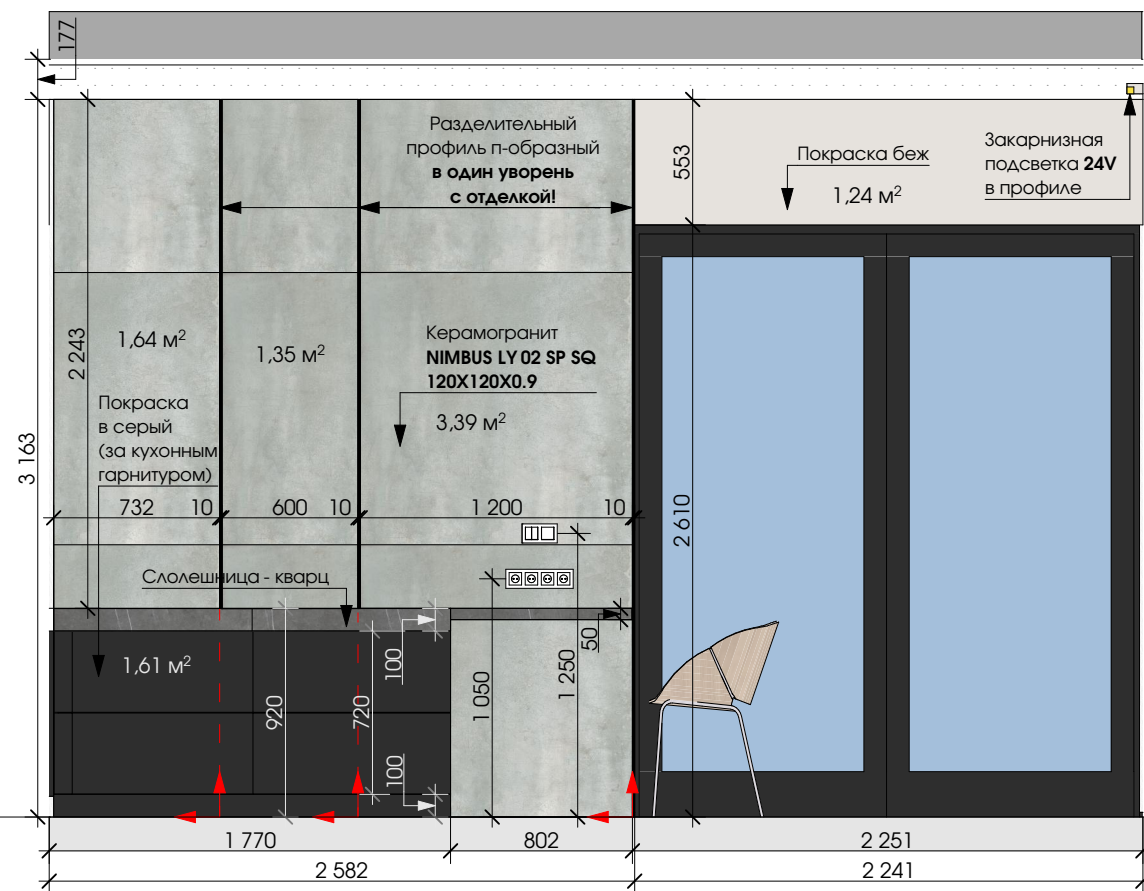 177
Разделительный
профиль п-образный
в один уворень
с отделкой!
553
Покраска беж
1,24 м²
Закарнизная
подсветка 24V
в профиле
2 243
1,64 м²
1,35 м²
Керамогранит
NIMBUS LY 02 SP SQ
120X120X0.9
3,39 м²
Покраска
в серый
(за кухонным
гарнитуром)
3 163
732
10
600
10
1 200
10
2 610
Слолешница - кварц
1,61 м²
920
720
100
100
1 050
1 250
50
1 770
802
2 251
2 582
2 241